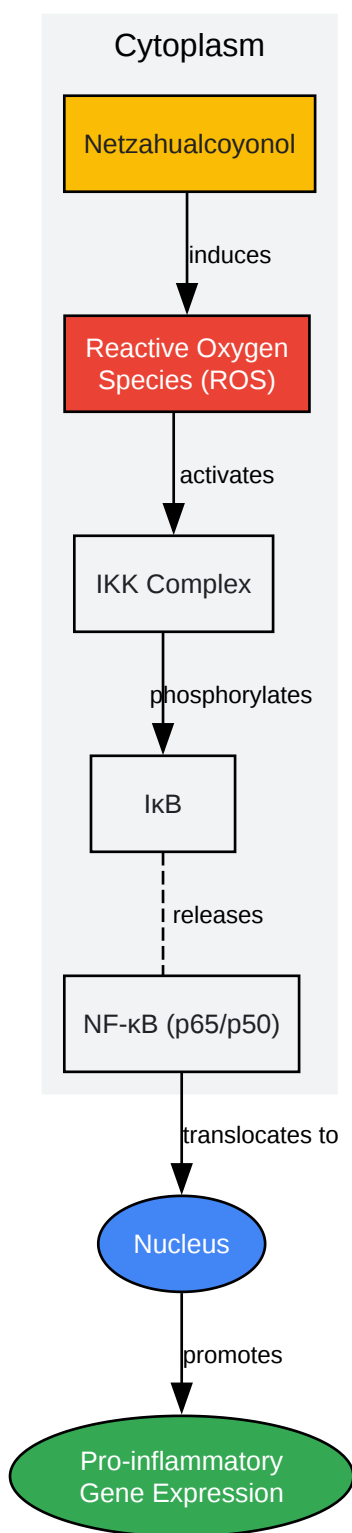 Cytoplasm
Netzahualcoyonol
induces
Reactive Oxygen
Species (ROS)
activates
IKK Complex
phosphorylates
IκB
releases
NF-κB (p65/p50)
translocates to
Nucleus
promotes
Pro-inflammatory
Gene Expression